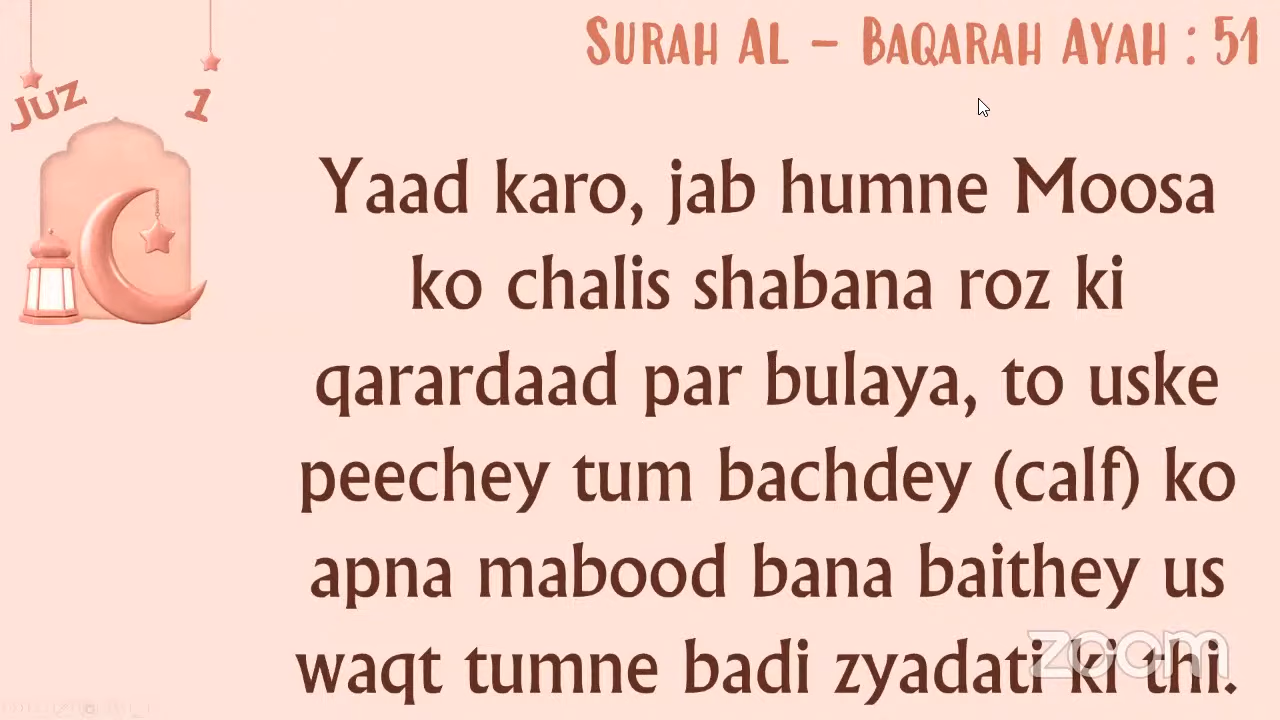 Surah Al – Baqarah Ayah : 51
Juz 1
Yaad karo, jab humne Moosa
ko chalis shabana roz ki
qarardaad par bulaya, to uske
peechey tum bachdey (calf) ko
apna mabood bana baithey us
waqt tumne badi zyadati ki thi.
zoom